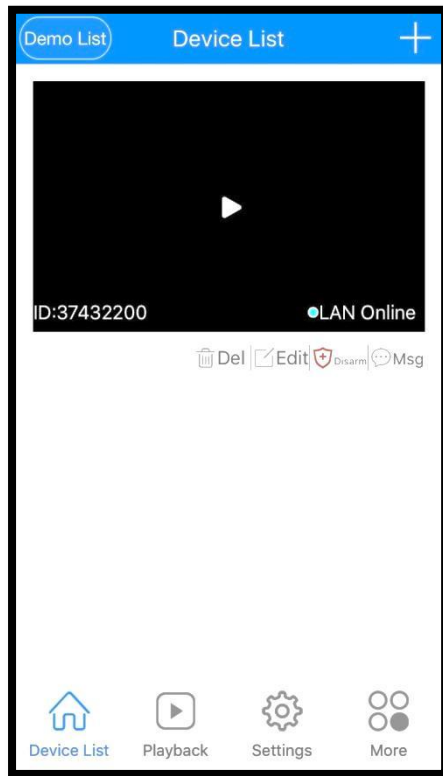 Demo List Device List
ID:37432200 LAN Online
Del Edit Disarm Msg
Device List Playback Settings More